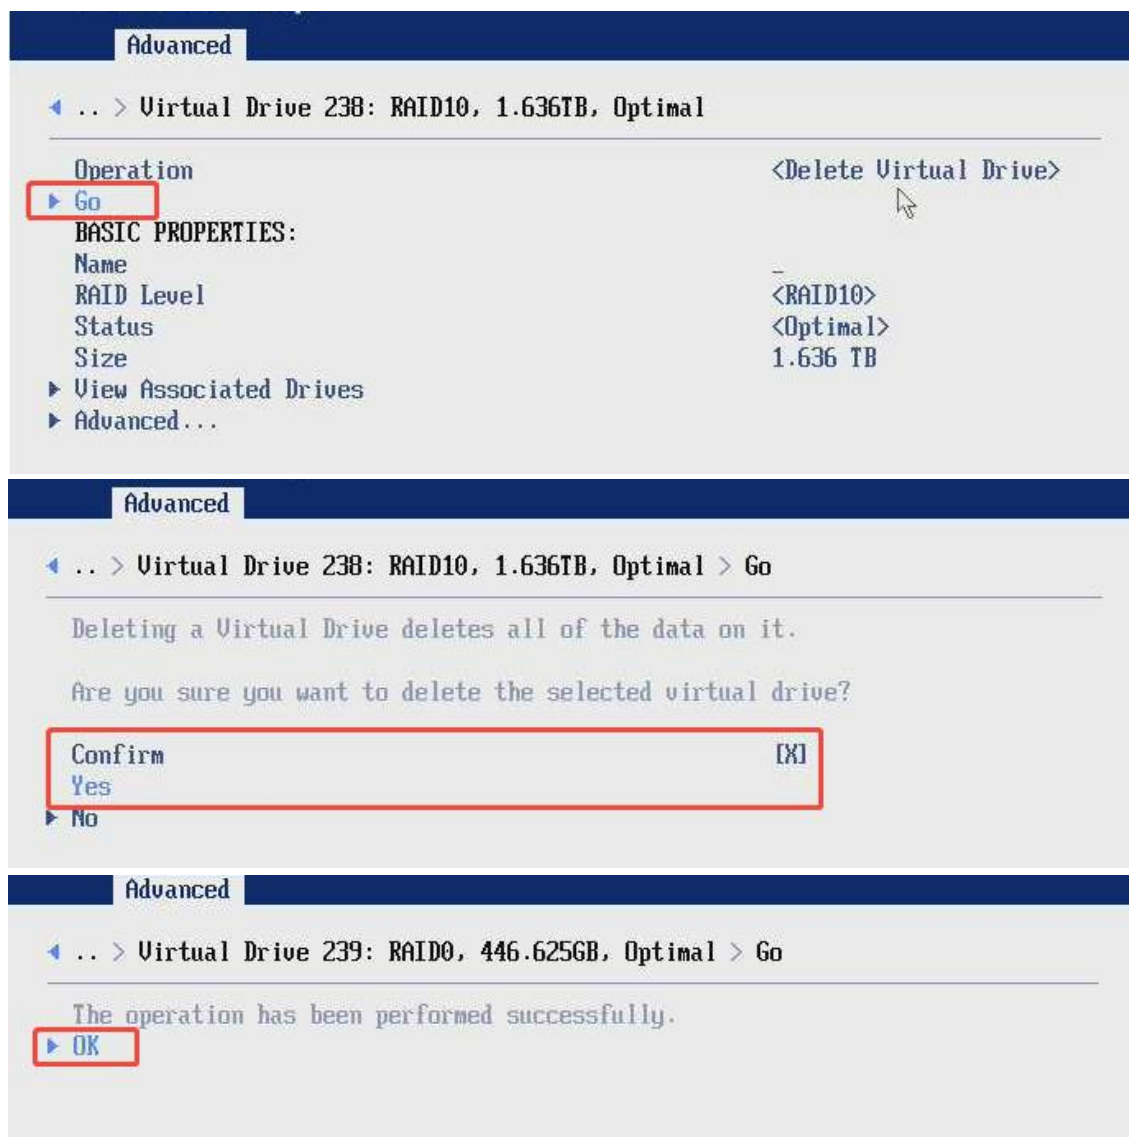 Advanced
.. > Virtual Drive 238: RAID10, 1.636TB, Optimal
Operation <Delete Virtual Drive>
Go
BASIC PROPERTIES:
Name _
RAID Level <RAID10>
Status <Optimal>
Size 1.636 TB
View Associated Drives
Advanced...
Advanced
.. > Virtual Drive 238: RAID10, 1.636TB, Optimal > Go
Deleting a Virtual Drive deletes all of the data on it.
Are you sure you want to delete the selected virtual drive?
Confirm [X]
Yes
No
Advanced
.. > Virtual Drive 239: RAID0, 446.625GB, Optimal > Go
The operation has been performed successfully.
OK